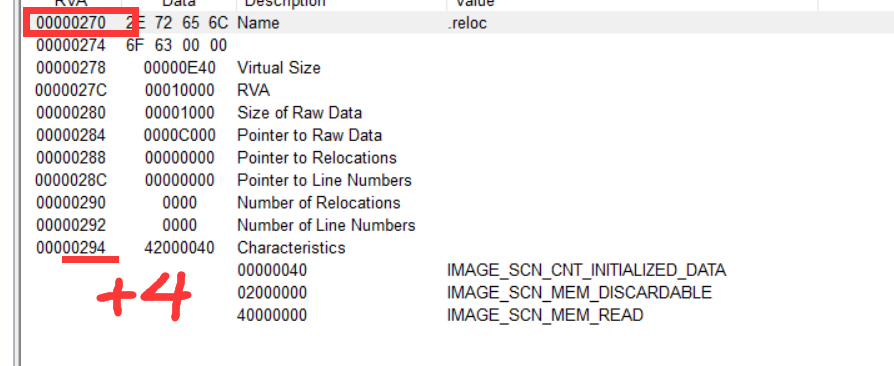 RVA Data Description Value
00000270 2E 72 65 6C Name .reloc
00000274 6F 63 00 00
00000278 00000E40 Virtual Size
0000027C 00010000 RVA
00000280 00001000 Size of Raw Data
00000284 0000C000 Pointer to Raw Data
00000288 00000000 Pointer to Relocations
0000028C 00000000 Pointer to Line Numbers
00000290 0000 Number of Relocations
00000292 0000 Number of Line Numbers
00000294 42000040 Characteristics
00000040 IMAGE_SCN_CNT_INITIALIZED_DATA
02000000 IMAGE_SCN_MEM_DISCARDABLE
40000000 IMAGE_SCN_MEM_READ
+4